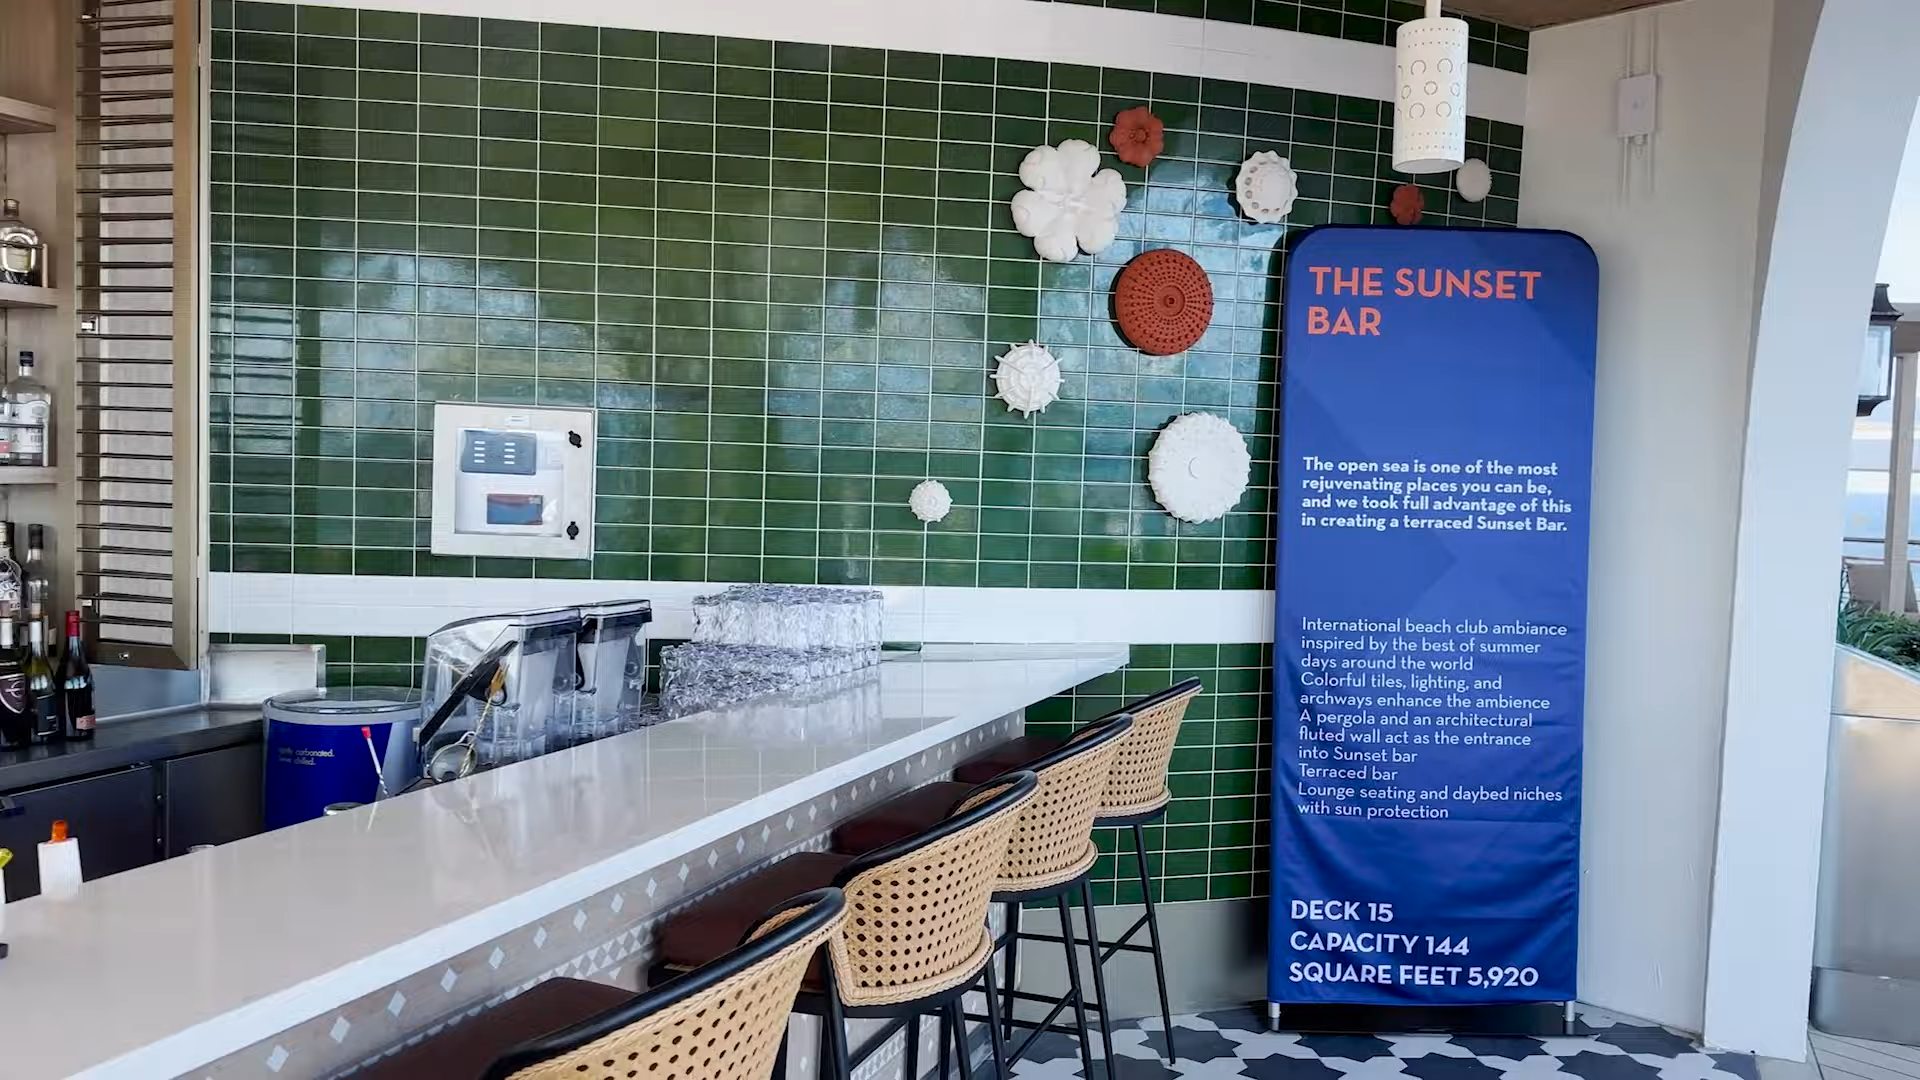 THE SUNSET
BAR
The open sea is one of the most
rejuvenating places you can be,
and we took full advantage of this
in creating a terraced Sunset Bar.
International beach club ambiance
inspired by the best of summer
days around the world
Colorful tiles, lighting, and
archways enhance the ambience
A pergola and an architectural
fluted wall act as the entrance
into Sunset bar
Terraced bar
Lounge seating and daybed niches
with sun protection
DECK 15
CAPACITY 144
SQUARE FEET 5,920
carbonated.
chilled.